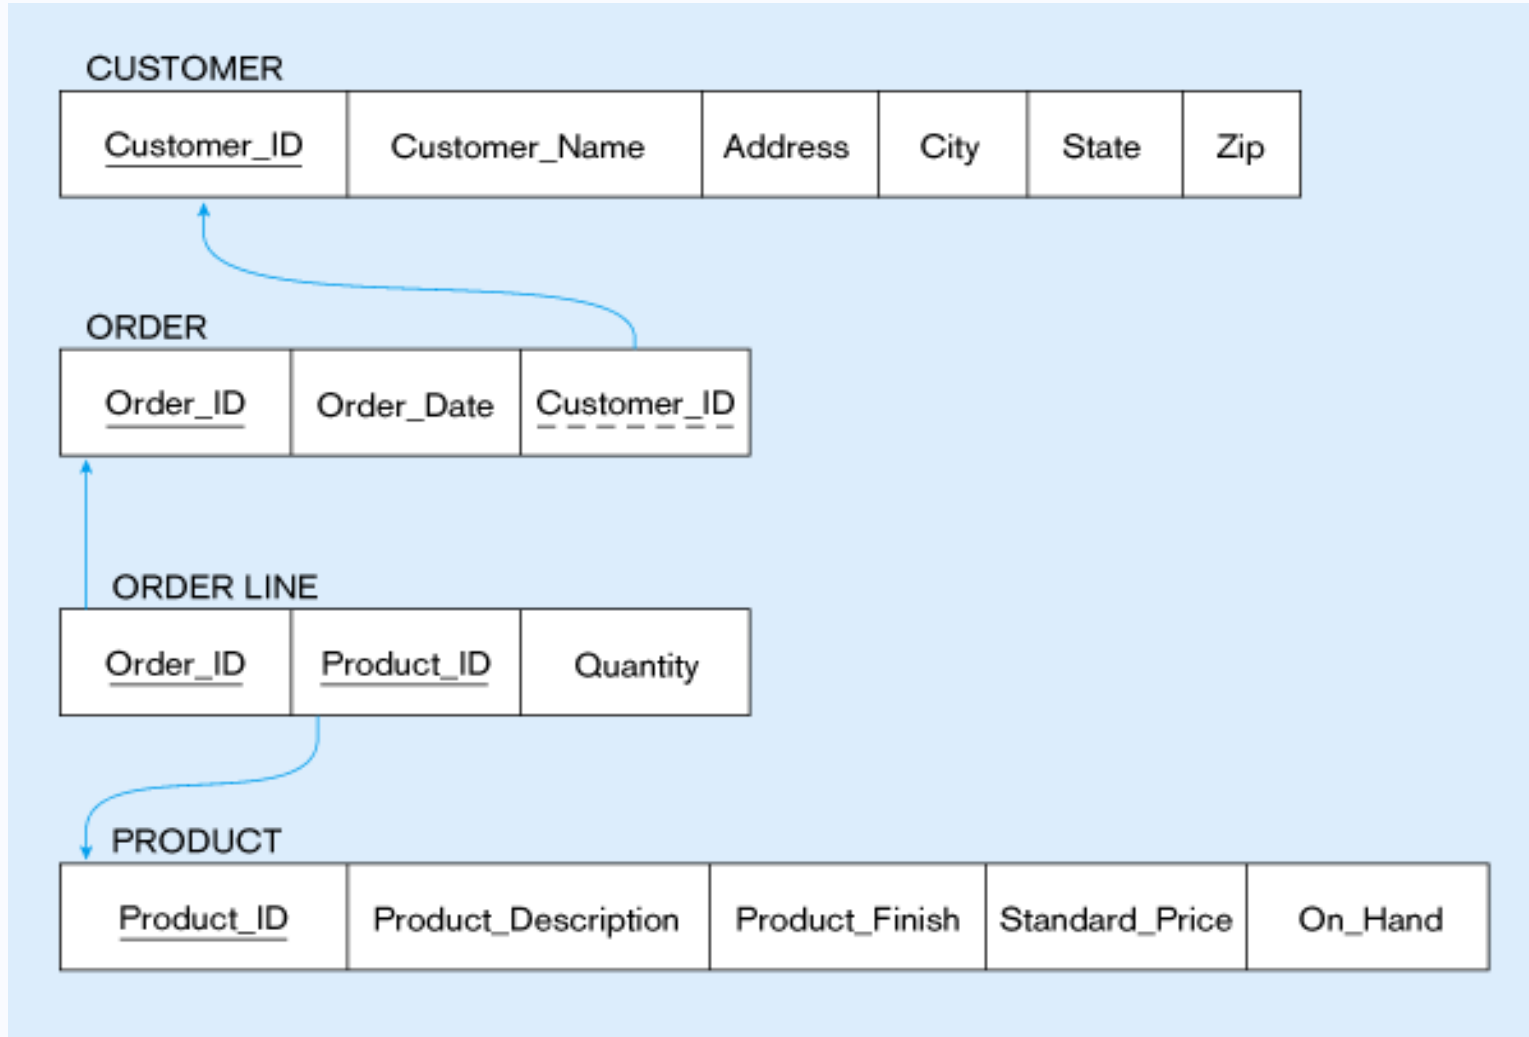 CUSTOMER
Customer_ID Customer_Name Address City State Zip
ORDER
Order_ID Order_Date Customer_ID
ORDER LINE
Order_ID Product_ID Quantity
PRODUCT
Product_ID Product_Description Product_Finish Standard_Price On_Hand